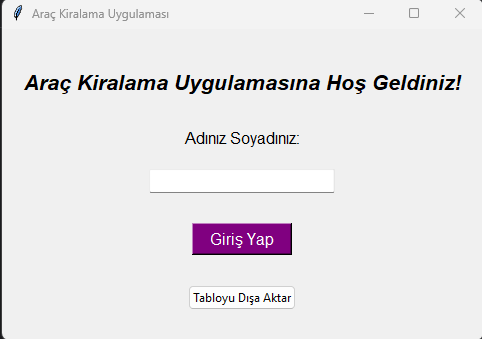 Araç Kiralama Uygulaması
Araç Kiralama Uygulamasına Hoş Geldiniz!
Adınız Soyadınız:
Giriş Yap
Tabloyu Dışa Aktar